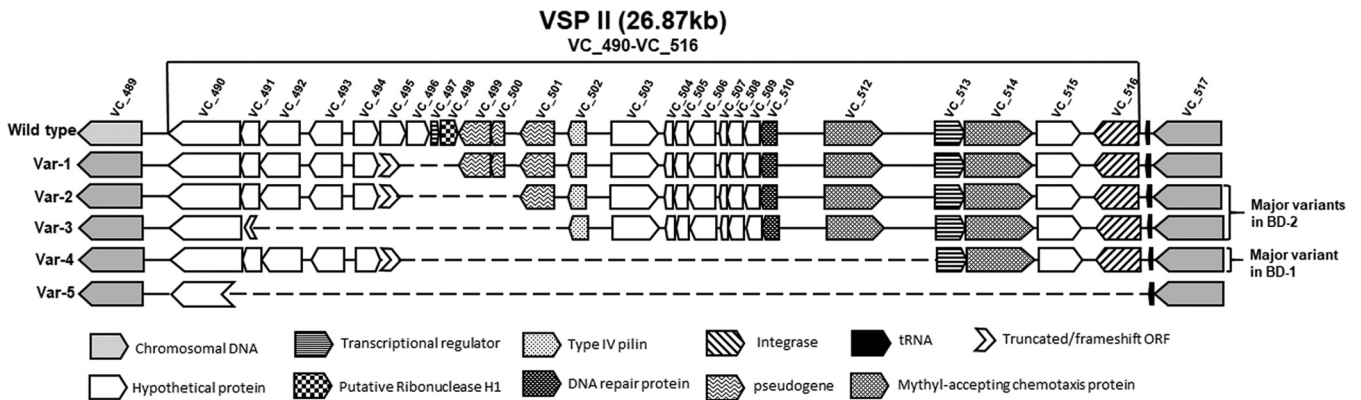 VSP II (26.87kb)
VC_490-VC_516
VC_489 VC_490 VC_491 VC_492 VC_493 VC_494 VC_495 VC_496 VC_497 VC_498 VC_499 VC_500 VC_501 VC_502 VC_503 VC_504 VC_505 VC_506 VC_507 VC_508 VC_509 VC_510 VC_512 VC_513 VC_514 VC_515 VC_516 VC_517
Wild type
Var-1
Var-2
Var-3
Major variants
in BD-2
Var-4
Major variant
in BD-1
Var-5
Chromosomal DNA Transcriptional regulator Type IV pilin Integrase tRNA Truncated/frameshift ORF
Hypothetical protein Putative Ribonuclease H1 DNA repair protein pseudogene Mythyl-accepting chemotaxis protein